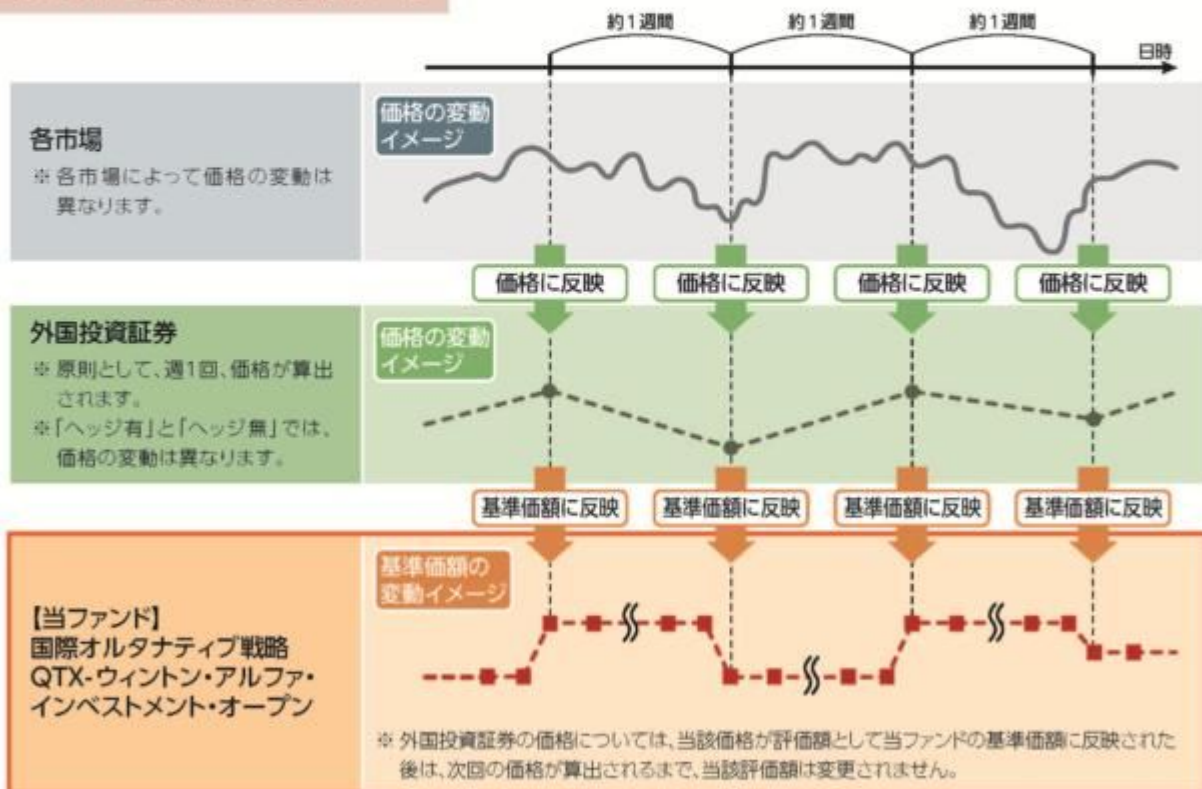 約1週間
約1週間
約1週間
日時
各市場
※ 各市場によって価格の変動は
異なります。
価格の変動
イメージ
価格に反映
価格に反映
価格に反映
価格に反映
外国投資証券
※ 原則として、週1回、価格が算出
されます。
※「ヘッジ有」と「ヘッジ無」では、
価格の変動は異なります。
価格の変動
イメージ
基準価額に反映
基準価額に反映
基準価額に反映
基準価額に反映
【当ファンド】
国際オルタナティブ戦略
QTX-ウィントン・アルファ・
インベストメント・オープン
基準価額の
変動イメージ
※ 外国投資証券の価格については、当該価格が評価額として当ファンドの基準価額に反映された
後は、次回の価格が算出されるまで、当該評価額は変更されません。